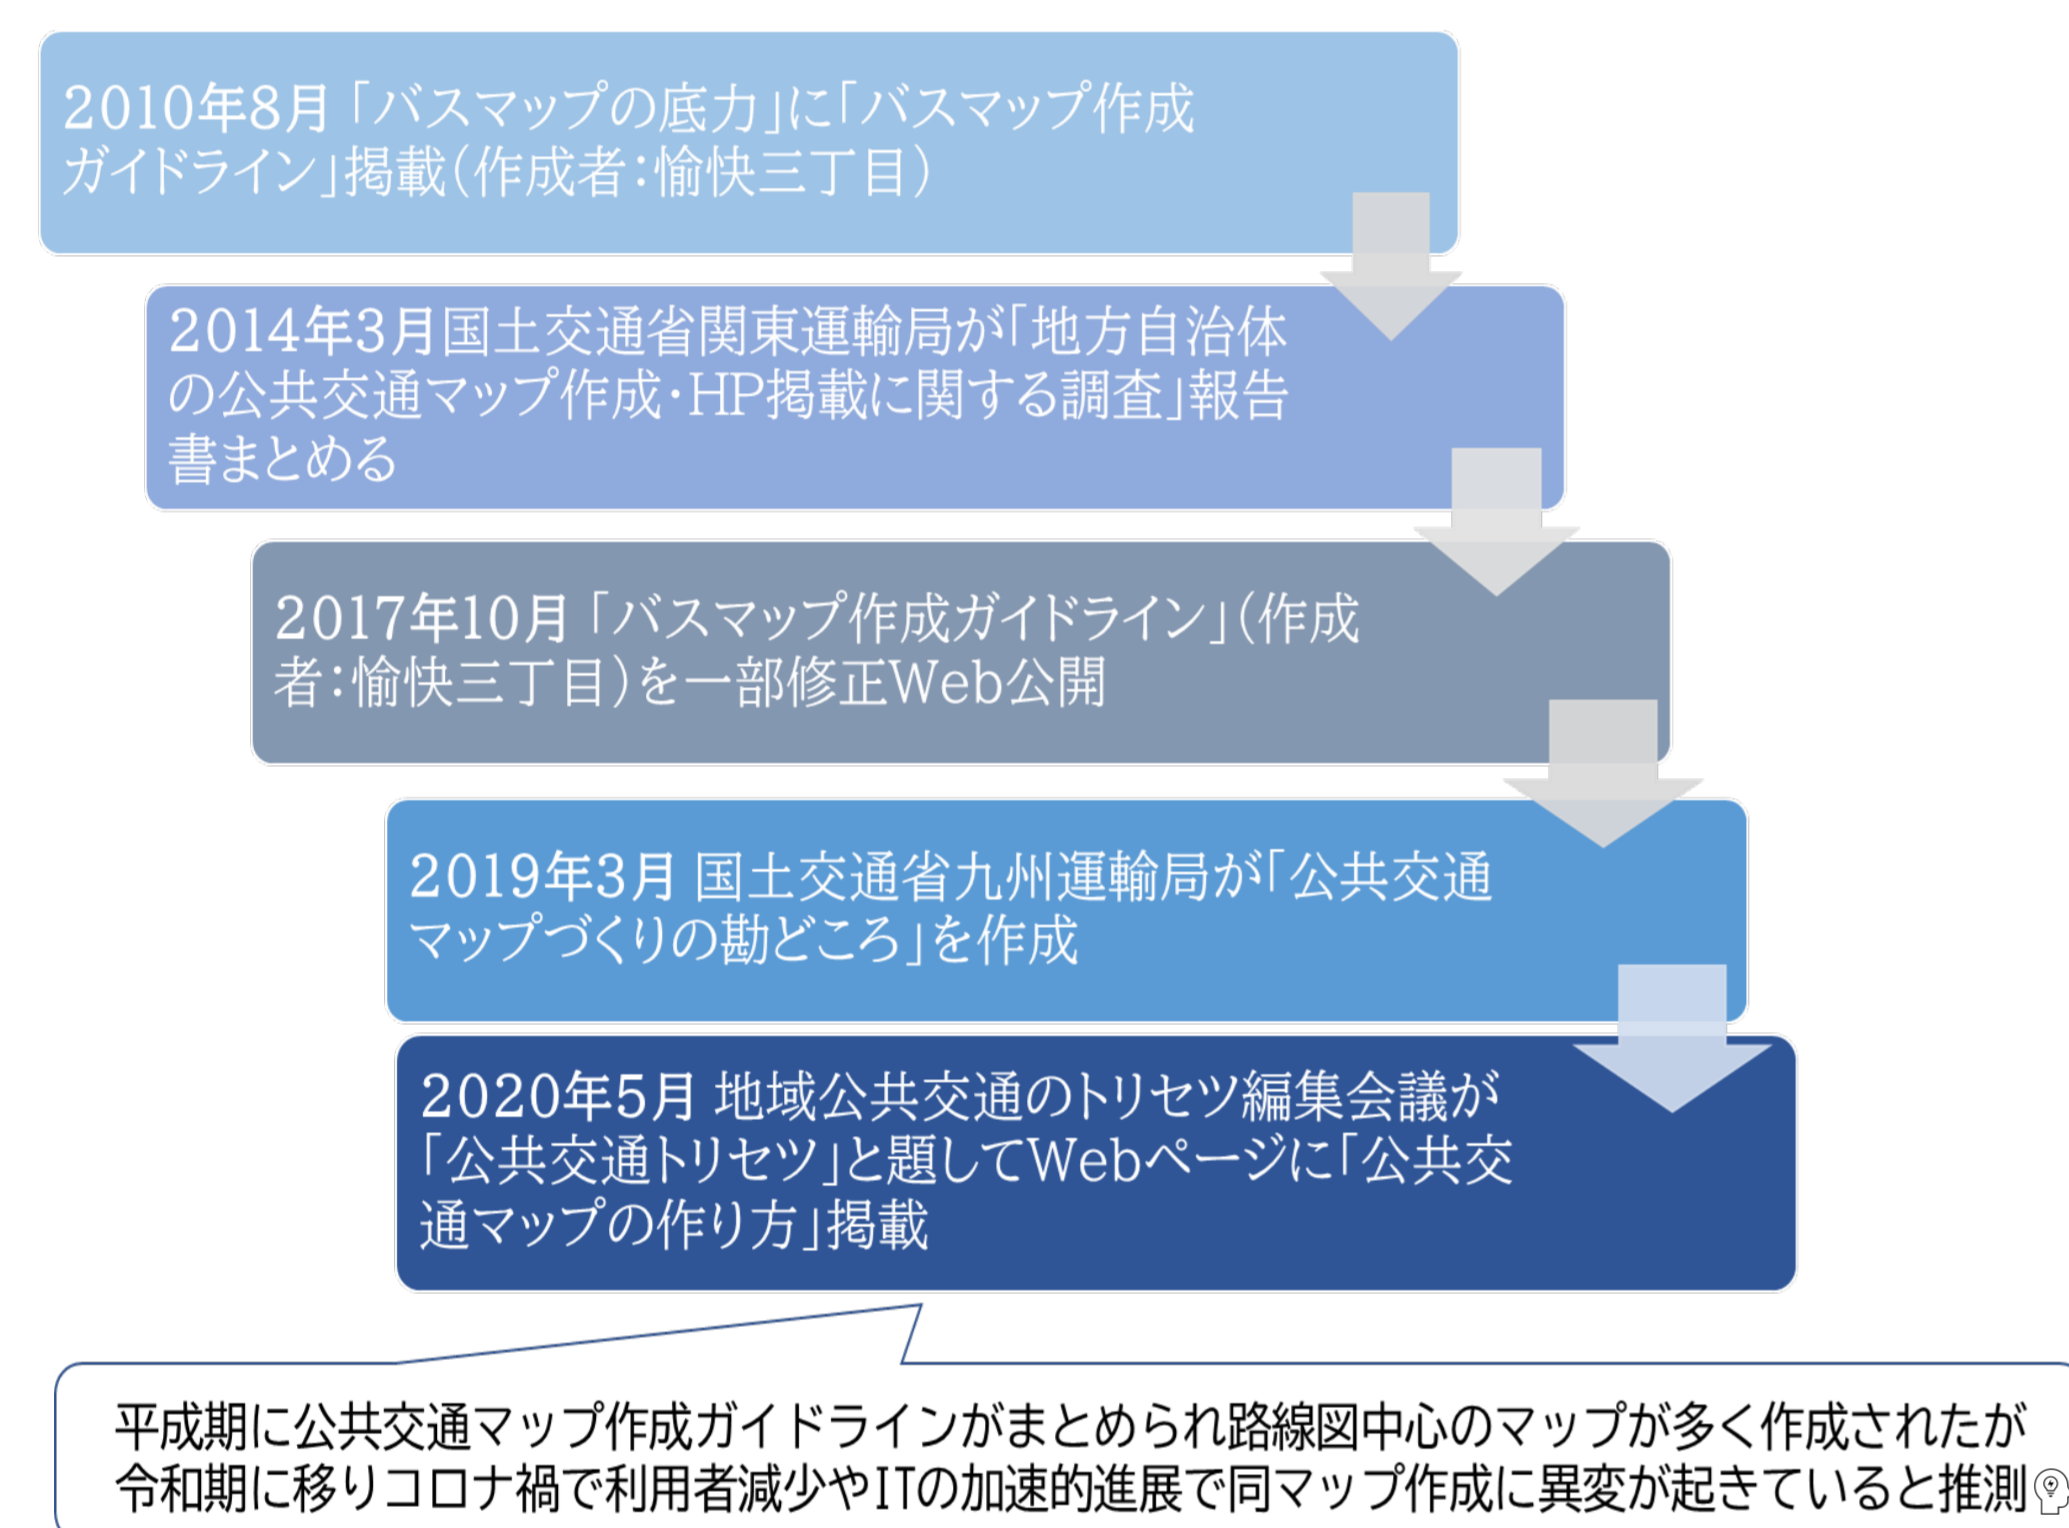 2010年8月「バスマップの底力」に「バスマップ作成
ガイドライン」掲載(作成者:愉快三丁目)
2014年3月国土交通省関東運輸局が「地方自治体
の公共交通マップ作成・HP掲載に関する調査」報告
書まとめる
2017年10月「バスマップ作成ガイドライン」(作成
者:愉快三丁目)を一部修正Web公開
2019年3月 国土交通省九州運輸局が「公共交通
マップづくりの勘どころ」を作成
2020年5月 地域公共交通のトリセツ編集会議が
「公共交通トリセツ」と題してWebページに「公共交
通マップの作り方」掲載
平成期に公共交通マップ作成ガイドラインがまとめられ路線図中心のマップが多く作成されたが
令和期に移りコロナ禍で利用者減少やITの加速的進展で同マップ作成に異変が起きていると推測